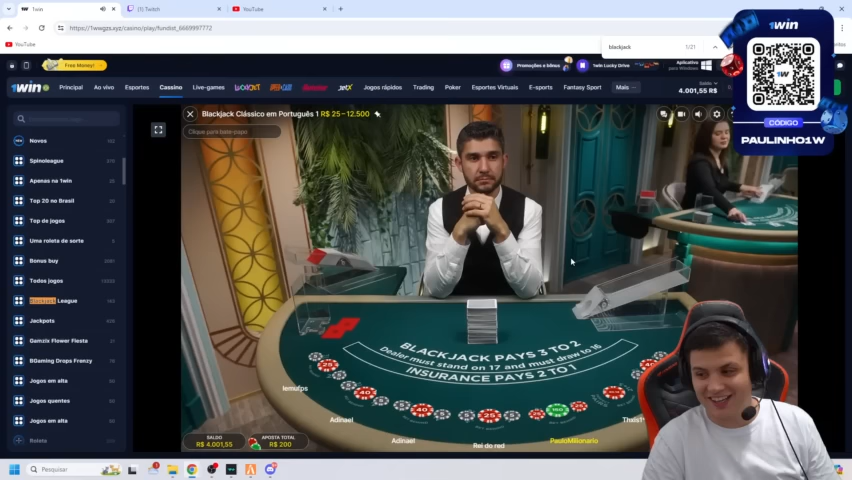 1win
(1) Twitch
YouTube
https://1wwgzs.xyz/casino/play/fundist_6669997772
YouTube
blackjack
1/21
Free Money!
Promoções e bônus
1win Lucky Drive
Aplicativo
para Windows
Saldo
4.001,55 R$
1win
Principal
Ao vivo
Esportes
Cassino
Live-games
JetX
Jogos rápidos
Trading
Poker
Esportes Virtuais
E-sports
Fantasy Sport
Mais
1win
1W
CÓDIGO
PAULINHO1W
Blackjack Clássico em Português 1 R$ 25 – 12.500
Clique para bate-papo
Novos
Spinoleague
Apenas na 1win
Top 20 no Brasil
Top de jogos
Uma roleta de sorte
Bonus buy
Todos jogos
Blackjack League
Jackpots
Gamzix Flower Fiesta
BGaming Drops Frenzy
Jogos em alta
Jogos quentes
Jogos em alta
Roleta
BLACKJACK PAYS 3 TO 2
Dealer must stand on 17 and must draw to 16
INSURANCE PAYS 2 TO 1
lemofps
Adinael
Adinael
Rei do red
PauloMilionario
SALDO
R$ 4.001,55
APOSTA TOTAL
R$ 200
Pesquisar